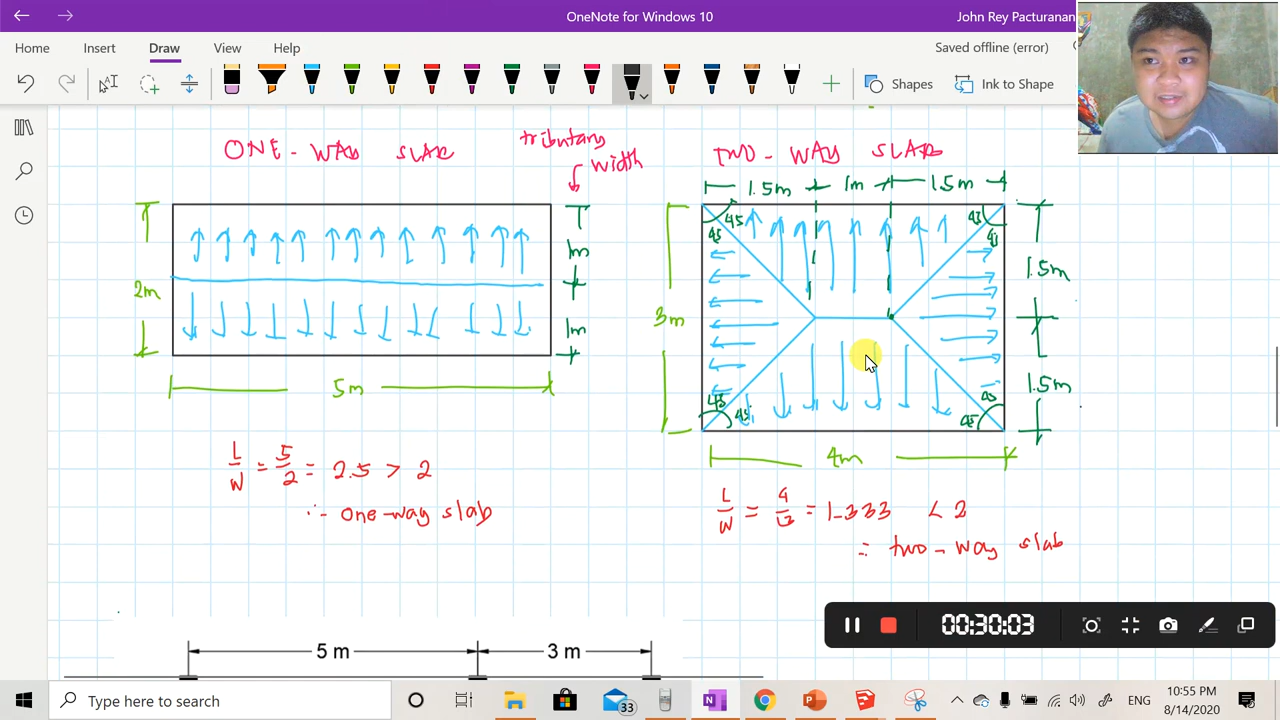 OneNote for Windows 10
John Rey Pacturanan
Home Insert Draw View Help
Saved offline (error)
Shapes
Ink to Shape
ONE-WAY SLAB
tributary
width
TWO-WAY SLAB
1.5m 1m 1.5m
2m
1m
1m
5m
3m
45 45
45 45
45 45
45 45
1.5m
1.5m
4m
L/W = 5/2 = 2.5 > 2
∴ one-way slab
L/W = 4/3 = 1.333 < 2
∴ two-way slab
5 m
3 m
00:30:03
Type here to search
33
ENG
10:55 PM
8/14/2020